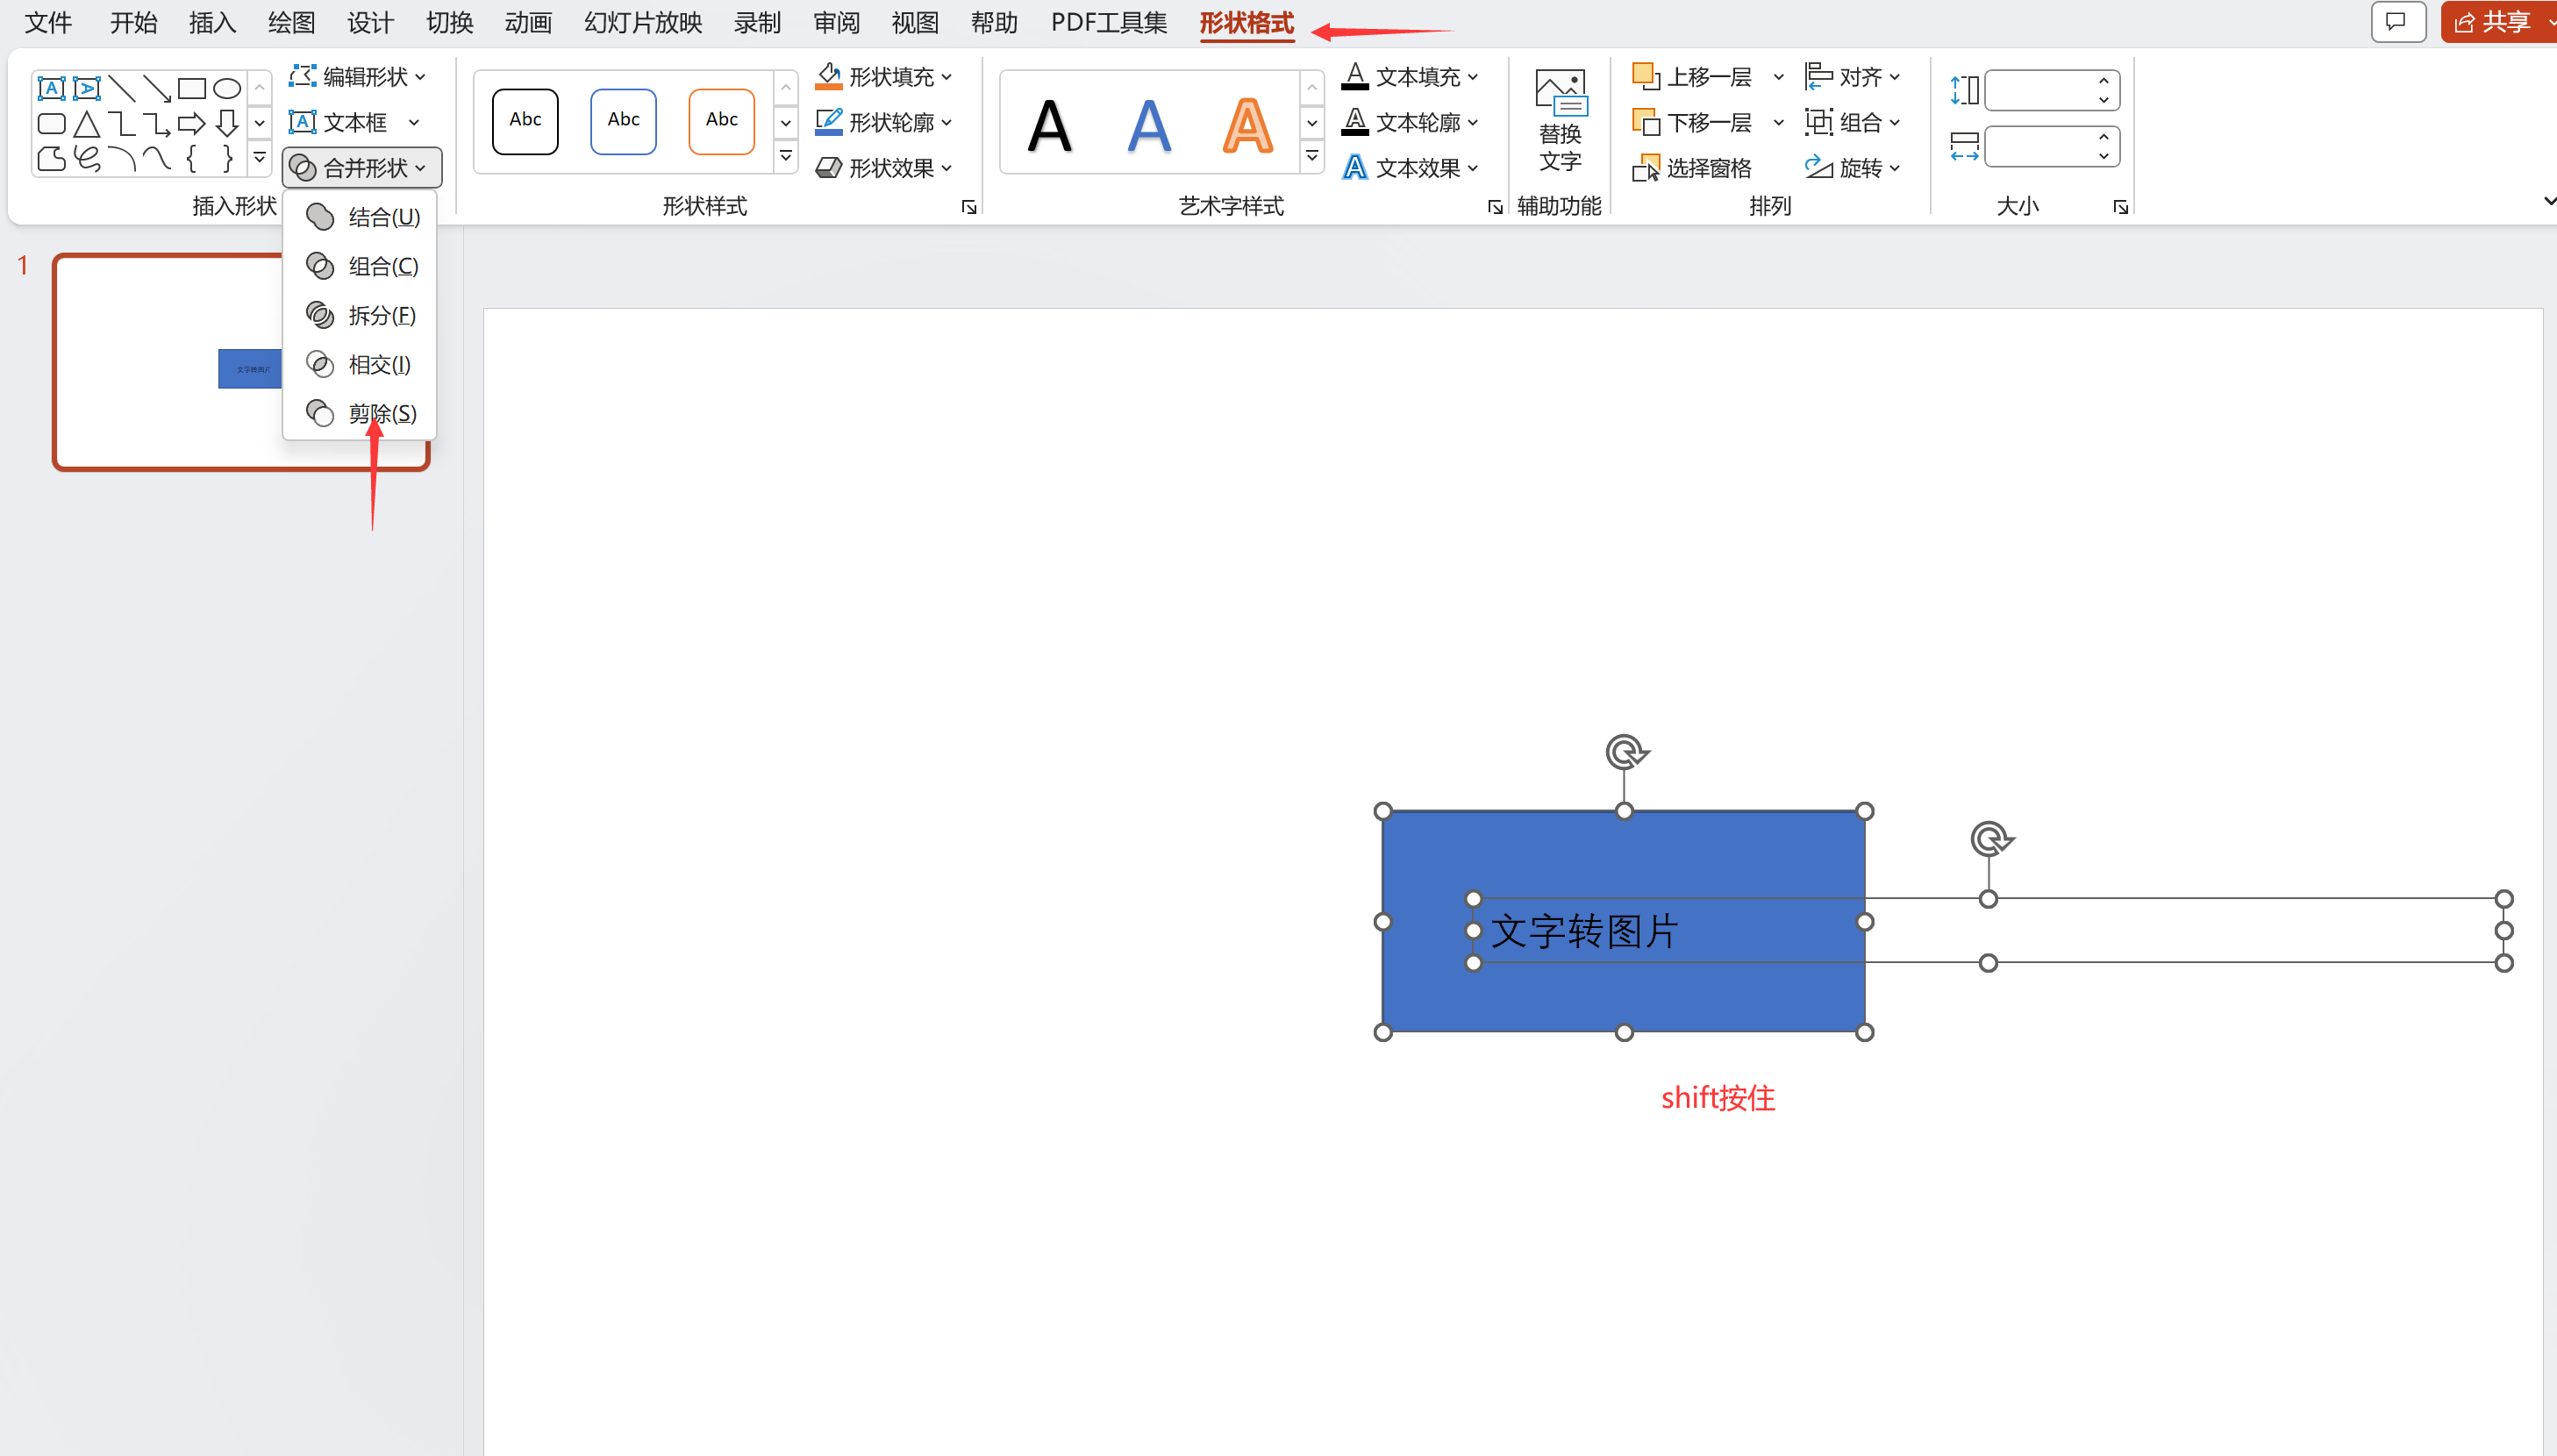 文件 开始 插入 绘图 设计 切换 动画 幻灯片放映 录制 审阅 视图 帮助 PDF工具集 形状格式 共享
编辑形状
文本框
合并形状
插入形状
结合(U)
组合(C)
拆分(F)
相交(I)
剪除(S)
Abc Abc Abc
形状填充
形状轮廓
形状效果
形状样式
A A A
文本填充
文本轮廓
文本效果
艺术字样式
替换
文字
辅助功能
上移一层
下移一层
选择窗格
对齐
组合
旋转
排列
大小
1
文字转图片
文字转图片
shift按住